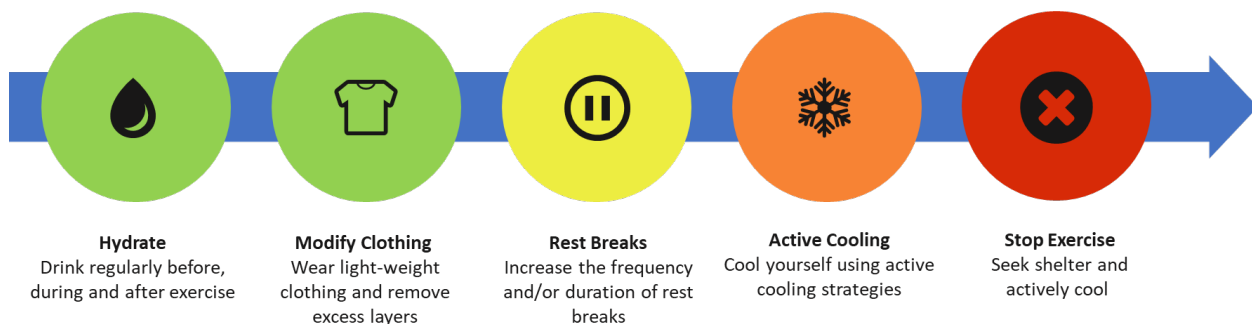 Hydrate
Drink regularly before,
during and after exercise
Modify Clothing
Wear light-weight
clothing and remove
excess layers
Rest Breaks
Increase the frequency
and/or duration of rest
breaks
Active Cooling
Cool yourself using active
cooling strategies
Stop Exercise
Seek shelter and
actively cool